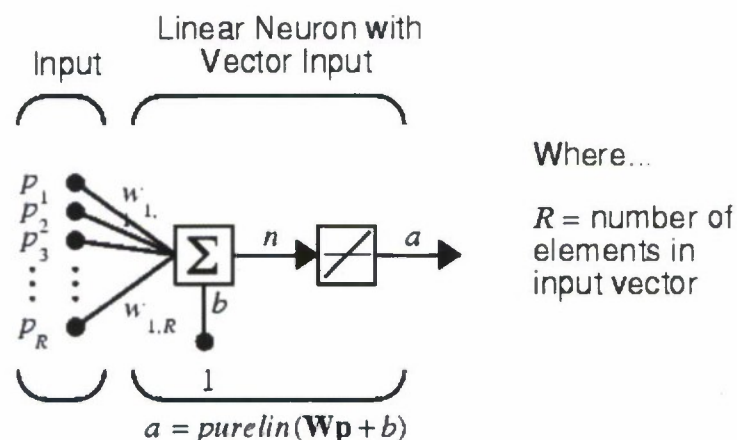 Linear Neuron with
Input Vector Input
Where...
p1 w1,1
p2
p3 Σ n a
R = number of
elements in
input vector
b
pR w1,R
1
a = purelin(Wp + b)